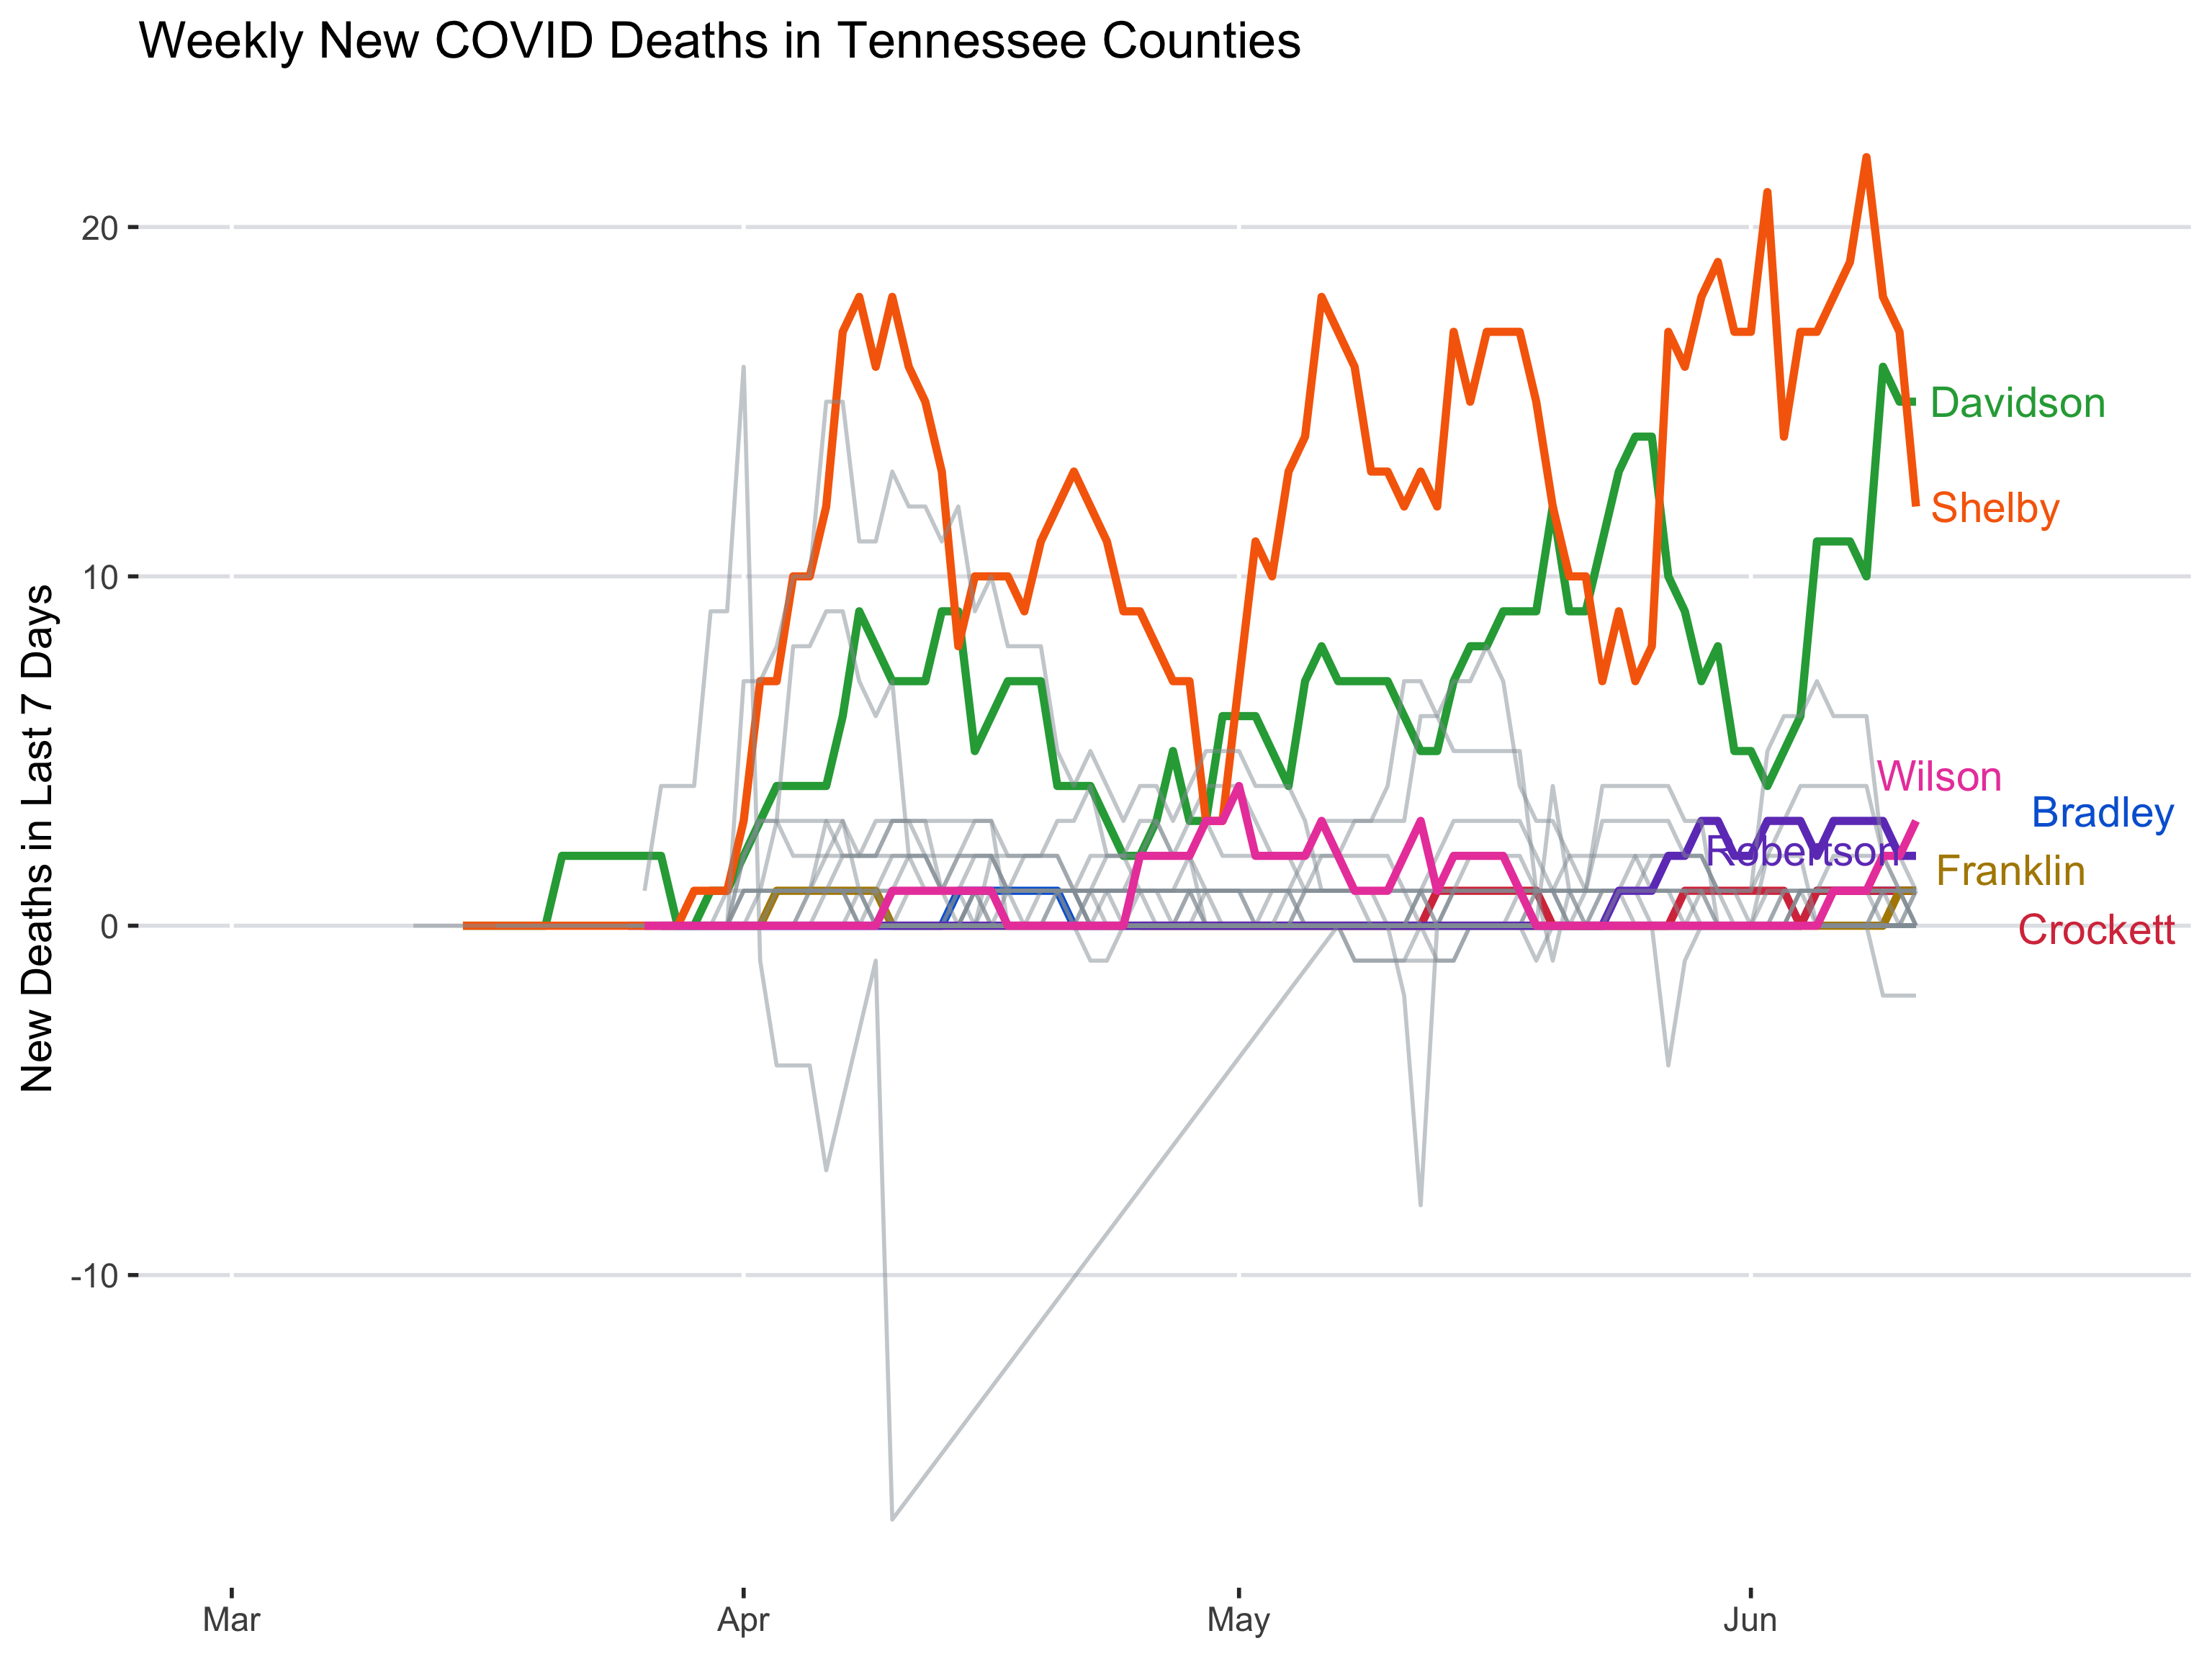 Weekly New COVID Deaths in Tennessee Counties
New Deaths in Last 7 Days
20
10
0
-10
Davidson
Shelby
Wilson
Bradley
Roberson
Franklin
Crockett
Mar
Apr
May
Jun